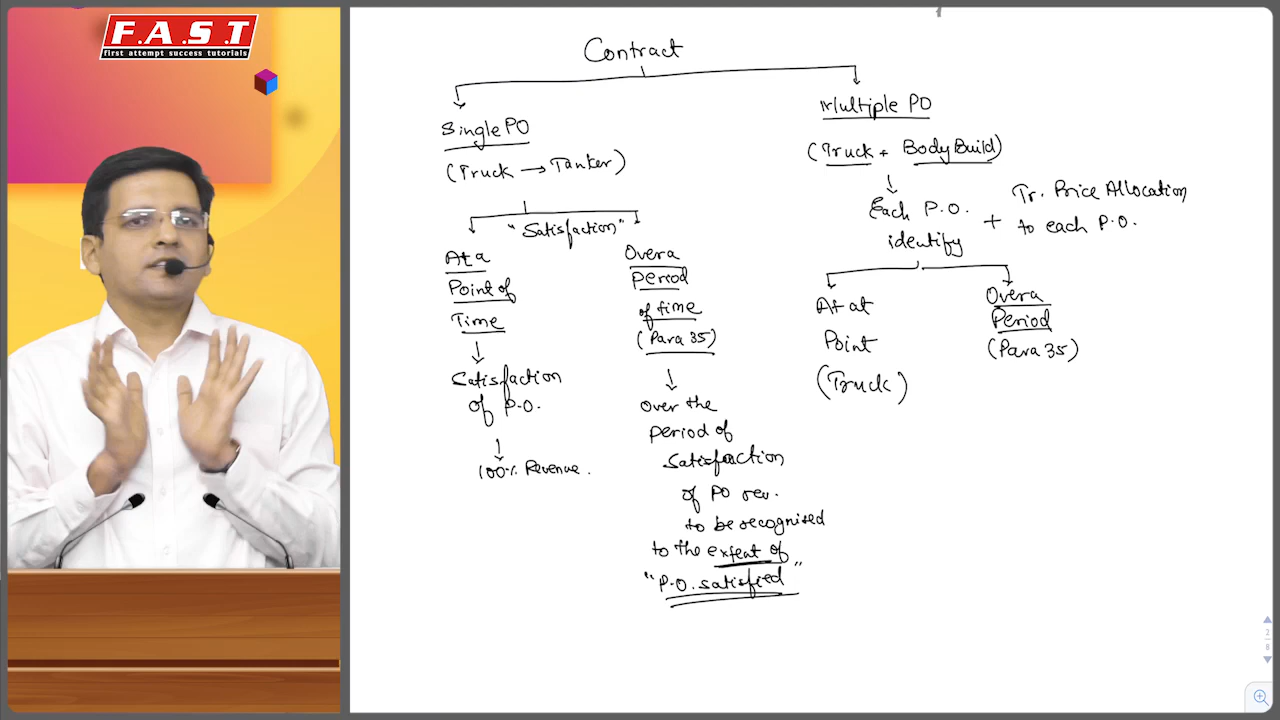 F.A.S.T
first attempt success tutorials
Contract
Single PO
(Truck → Tanker)
"Satisfaction"
At a
Point of
Time
Satisfaction
of P.O.
100% Revenue.
Over a
Period
of time
(Para 35)
Over the
period of
satisfaction
of PO rev.
to be recognised
to the extent of
"P.O. satisfied"
Multiple PO
(Truck + Body Build)
Each P.O.
identify
+
Tr. Price Allocation
to each P.O.
At at
Point
(Truck)
Over a
Period
(Para 35)